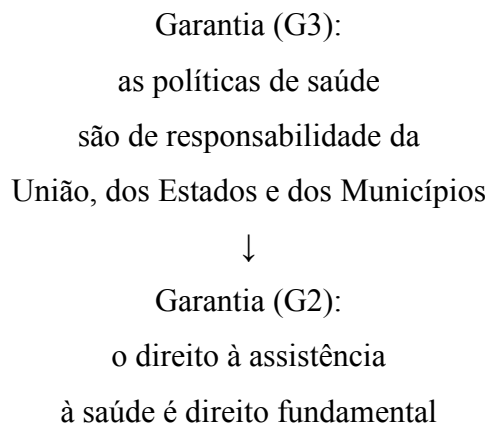 Garantia (G3):
as políticas de saúde
são de responsabilidade da
União, dos Estados e dos Municípios
↓
Garantia (G2):
o direito à assistência
à saúde é direito fundamental